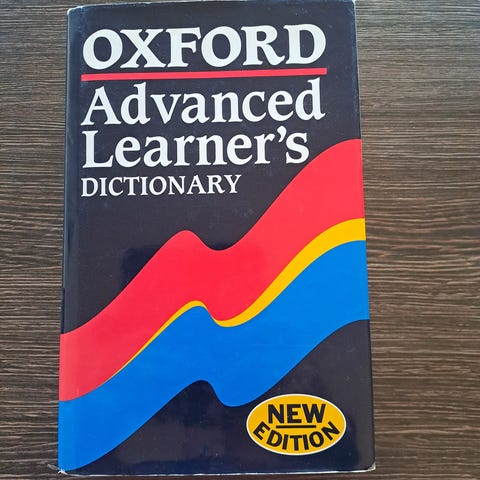 OXFORD
Advanced
Learner's
DICTIONARY
NEW
EDITION